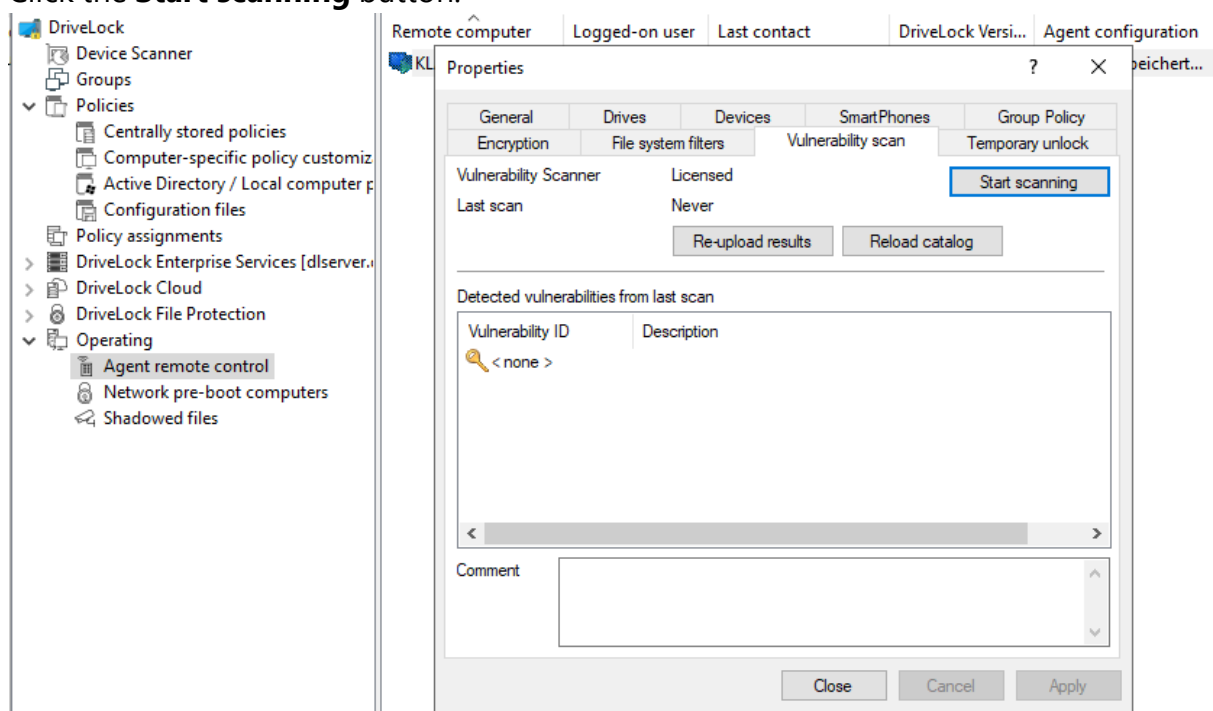 Click the Start scanning button.
DriveLock
Device Scanner
Groups
Policies
Centrally stored policies
Computer-specific policy customiz
Active Directory / Local computer p
Configuration files
Policy assignments
DriveLock Enterprise Services [dlserver.
DriveLock Cloud
DriveLock File Protection
Operating
Agent remote control
Network pre-boot computers
Shadowed files
Remote computer Logged-on user Last contact DriveLock Versi... Agent configuration
KL
peichert...
Properties ? ×
General Drives Devices SmartPhones Group Policy
Encryption File system filters Vulnerability scan Temporary unlock
Vulnerability Scanner Licensed Start scanning
Last scan Never
Re-upload results Reload catalog
Detected vulnerabilities from last scan
Vulnerability ID Description
< none >
Comment
Close Cancel Apply